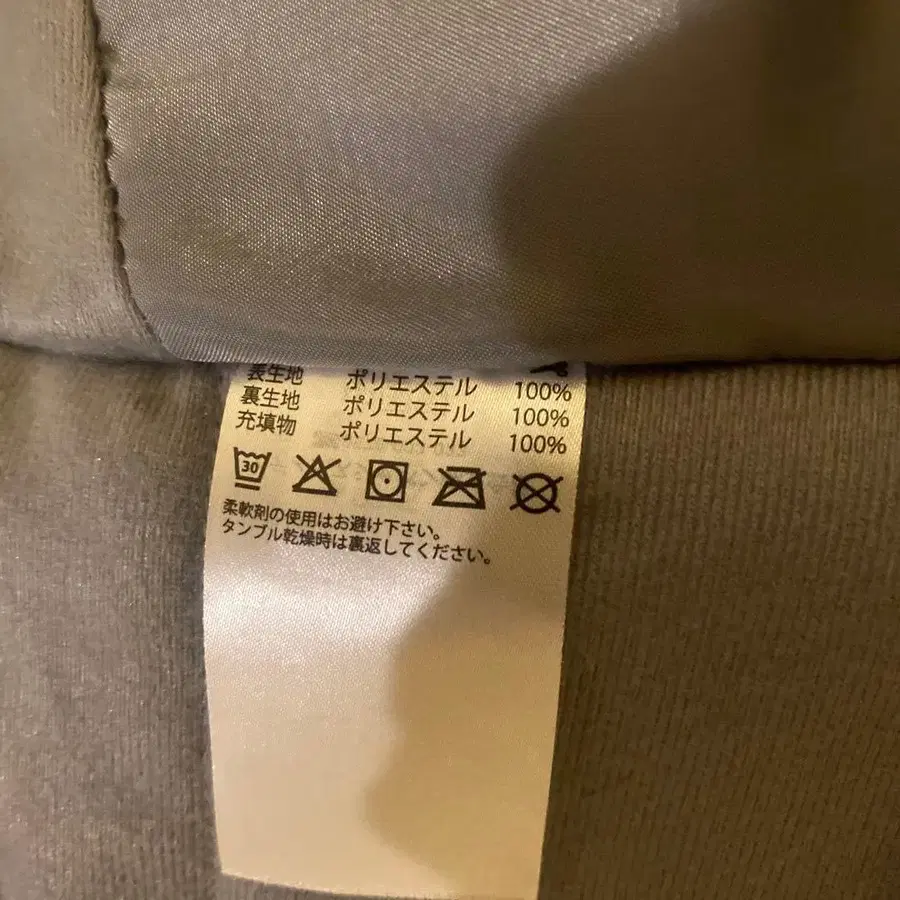 表生地 ポリエステル 100%
裏生地 ポリエステル 100%
充填物 ポリエステル 100%
30
柔軟剤の使用はお避け下さい。
タンブル乾燥時は裏返してください。